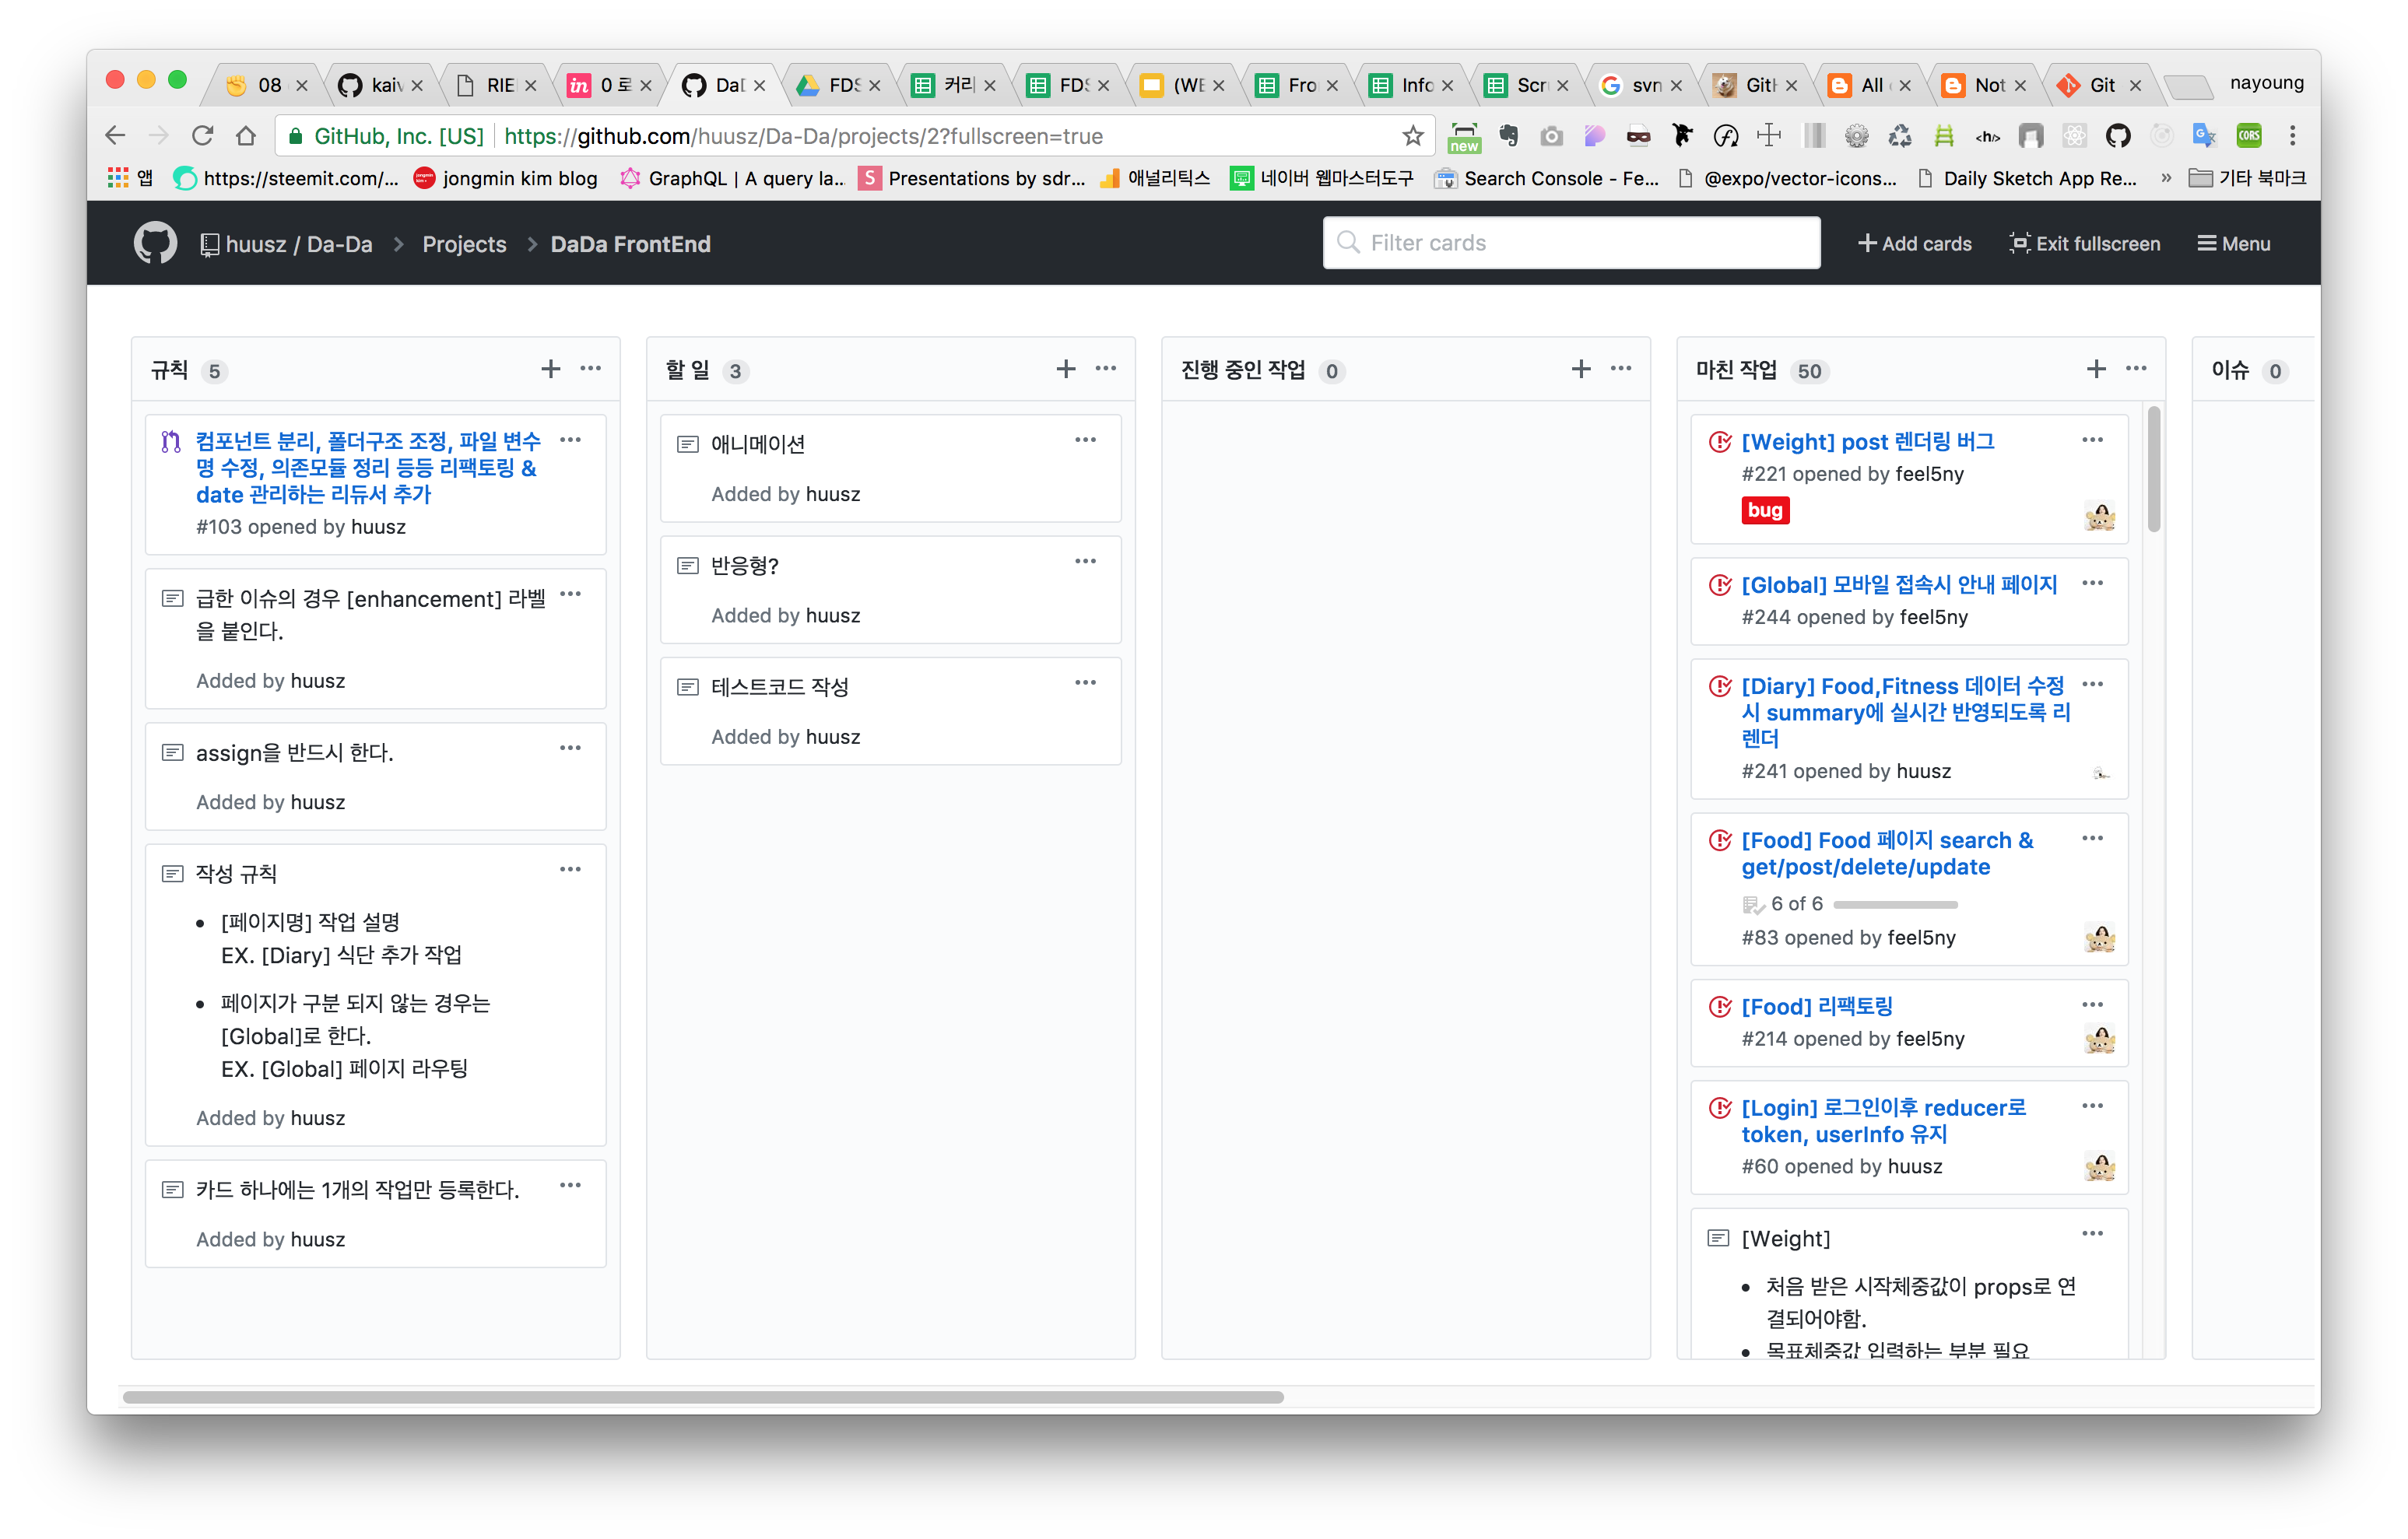 08
kaiv
RIE
in 0 로
DaD
FDS
커리
FDS
(WE
Fro
Info
Scr
svn
GitH
All
Not
Git
nayoung
GitHub, Inc. [US] https://github.com/huusz/Da-Da/projects/2?fullscreen=true
new
<h/>
CORS
앱
https://steemit.com/...
jongmin kim blog
GraphQL | A query la...
S Presentations by sdr...
애널리틱스
네이버 웹마스터도구
Search Console - Fe...
@expo/vector-icons...
Daily Sketch App Re...
»
기타 북마크
huusz / Da-Da > Projects > DaDa FrontEnd
Filter cards
Add cards
Exit fullscreen
Menu
규칙 5
컴포넌트 분리, 폴더구조 조정, 파일 변수
명 수정, 의존모듈 정리 등등 리팩토링 &
date 관리하는 리듀서 추가
#103 opened by huusz
급한 이슈의 경우 [enhancement] 라벨
을 붙인다.
Added by huusz
assign을 반드시 한다.
Added by huusz
작성 규칙
• [페이지명] 작업 설명
EX. [Diary] 식단 추가 작업
• 페이지가 구분 되지 않는 경우는
[Global]로 한다.
EX. [Global] 페이지 라우팅
Added by huusz
카드 하나에는 1개의 작업만 등록한다.
Added by huusz
할 일 3
애니메이션
Added by huusz
반응형?
Added by huusz
테스트코드 작성
Added by huusz
진행 중인 작업 0
마친 작업 50
[Weight] post 렌더링 버그
#221 opened by feel5ny
bug
[Global] 모바일 접속시 안내 페이지
#244 opened by feel5ny
[Diary] Food,Fitness 데이터 수정
시 summary에 실시간 반영되도록 리
렌더
#241 opened by huusz
[Food] Food 페이지 search &
get/post/delete/update
6 of 6
#83 opened by feel5ny
[Food] 리팩토링
#214 opened by feel5ny
[Login] 로그인이후 reducer로
token, userInfo 유지
#60 opened by huusz
[Weight]
• 처음 받은 시작체중값이 props로 연
결되어야함.
• 목표체중값 입력하는 부분 필요
이슈 0